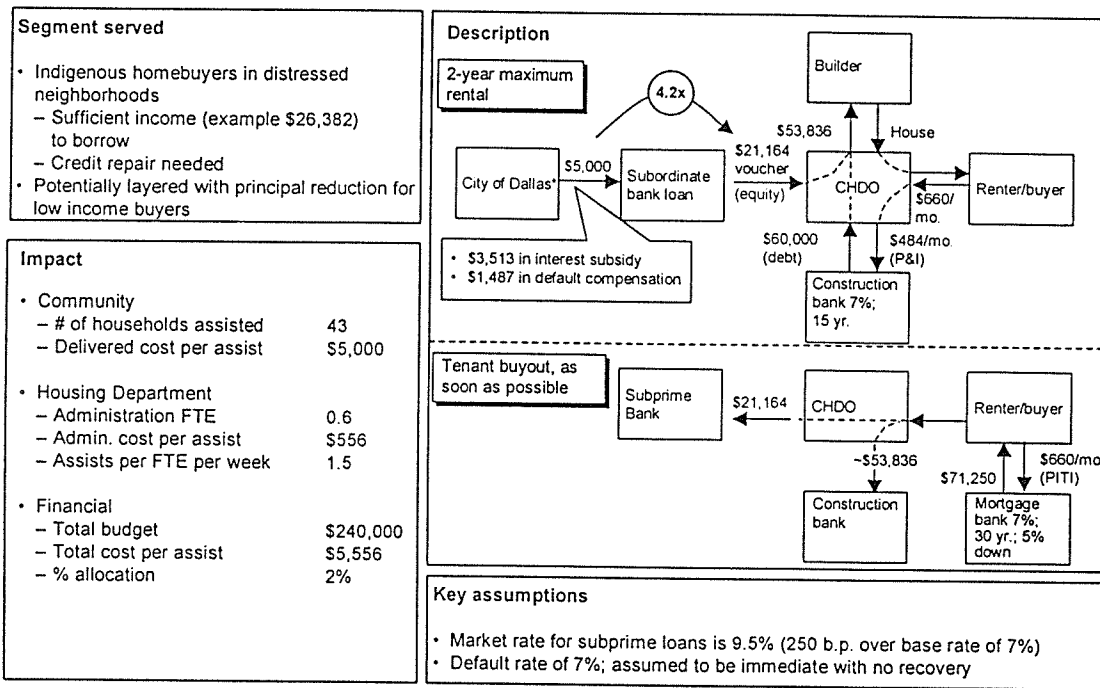 Segment served
• Indigenous homebuyers in distressed
neighborhoods
– Sufficient income (example $26,382)
to borrow
– Credit repair needed
• Potentially layered with principal reduction for
low income buyers
Impact
• Community
– # of households assisted 43
– Delivered cost per assist $5,000
• Housing Department
– Administration FTE 0.6
– Admin. cost per assist $556
– Assists per FTE per week 1.5
• Financial
– Total budget $240,000
– Total cost per assist $5,556
– % allocation 2%
Description
2-year maximum
rental
4.2x
Builder
$53,836
House
City of Dallas*
$5,000
Subordinate
bank loan
$21,164
voucher
(equity)
CHDO
Renter/buyer
$660/
mo.
• $3,513 in interest subsidy
• $1,487 in default compensation
$60,000
(debt)
$484/mo.
(P&I)
Construction
bank 7%;
15 yr.
Tenant buyout, as
soon as possible
Subprime
Bank
$21,164
CHDO
Renter/buyer
~$53,836
Construction
bank
$71,250
$660/mo
(PITI)
Mortgage
bank 7%;
30 yr.; 5%
down
Key assumptions
• Market rate for subprime loans is 9.5% (250 b.p. over base rate of 7%)
• Default rate of 7%; assumed to be immediate with no recovery